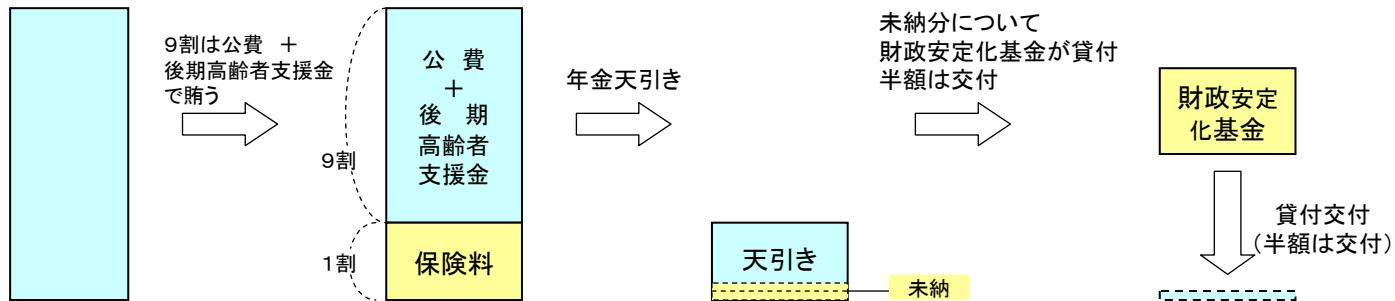 ９割は公費　＋
後期高齢者支援金
で賄う
９割
１割
公　費
＋
後　期
高齢者
支援金
保険料
年金天引き
天引き
未納
未納分について
財政安定化基金が貸付
半額は交付
財政安定
化基金
貸付交付
（半額は交付）